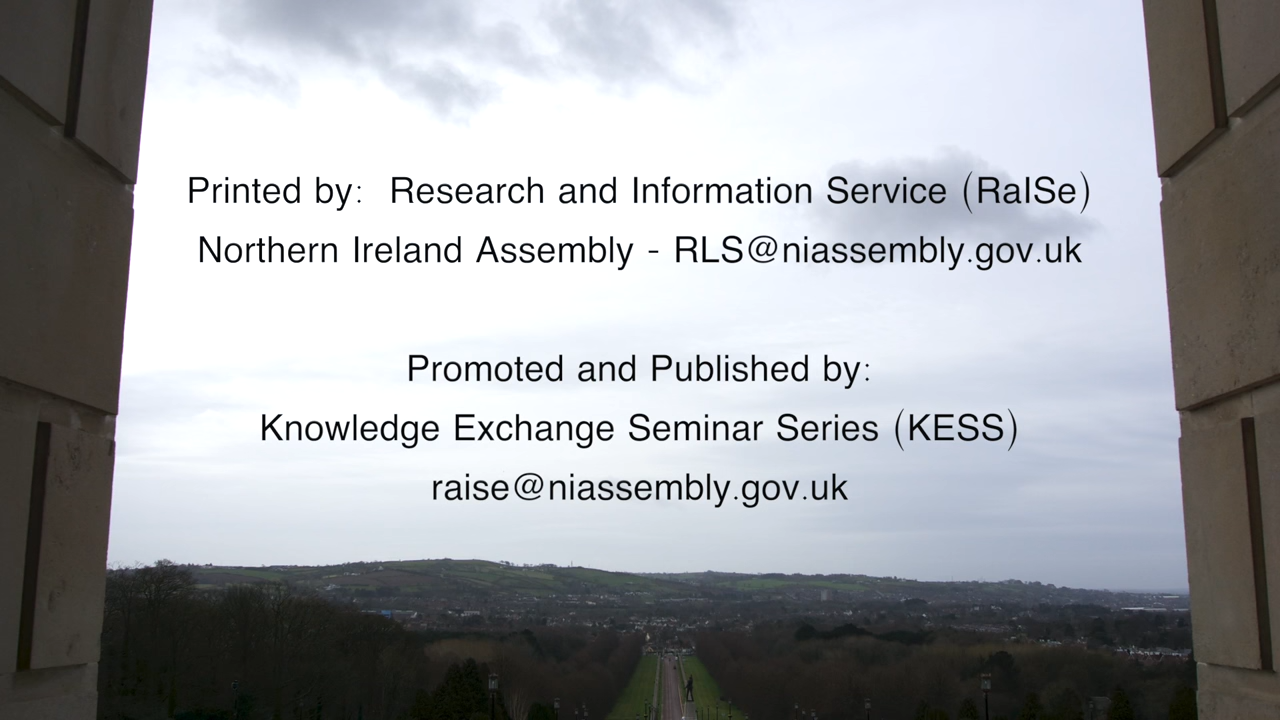 Printed by:  Research and Information Service (RaISe)
Northern Ireland Assembly - RLS@niassembly.gov.uk
Promoted and Published by:
Knowledge Exchange Seminar Series (KESS)
raise@niassembly.gov.uk